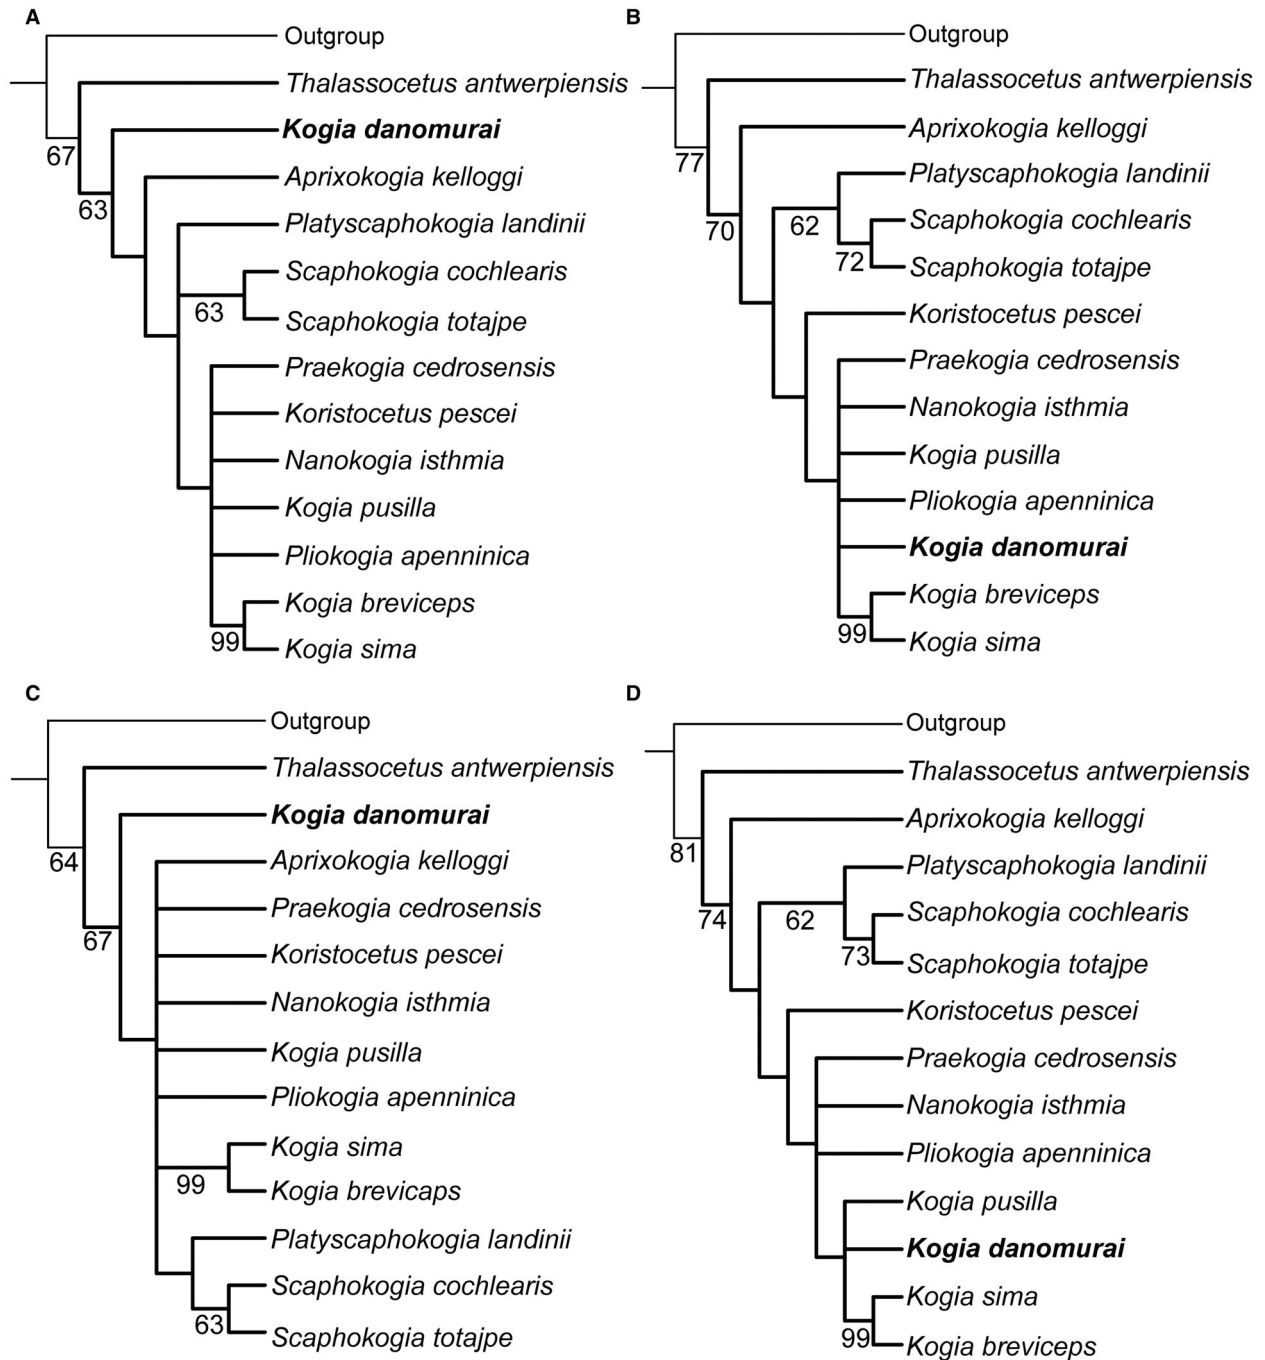 A
Outgroup
Thalassocetus antwerpiensis
Kogia danomurai
67
Aprixokogia kelloggi
63
Platyscaphokogia landinii
Scaphokogia cochlearis
63
Scaphokogia totajpe
Praekogia cedrosensis
Koristocetus pescei
Nanokogia isthmia
Kogia pusilla
Pliokogia apenninica
Kogia breviceps
99
Kogia sima
B
Outgroup
Thalassocetus antwerpiensis
Aprixokogia kelloggi
77
Platyscaphokogia landinii
62
70
Scaphokogia cochlearis
72
Scaphokogia totajpe
Koristocetus pescei
Praekogia cedrosensis
Nanokogia isthmia
Kogia pusilla
Pliokogia apenninica
Kogia danomurai
Kogia breviceps
99
Kogia sima
C
Outgroup
Thalassocetus antwerpiensis
Kogia danomurai
64
Aprixokogia kelloggi
Praekogia cedrosensis
67
Koristocetus pescei
Nanokogia isthmia
Kogia pusilla
Pliokogia apenninica
Kogia sima
99
Kogia brevicaps
Platyscaphokogia landinii
Scaphokogia cochlearis
63
Scaphokogia totajpe
D
Outgroup
Thalassocetus antwerpiensis
Aprixokogia kelloggi
81
Platyscaphokogia landinii
74
62
Scaphokogia cochlearis
73
Scaphokogia totajpe
Koristocetus pescei
Praekogia cedrosensis
Nanokogia isthmia
Pliokogia apenninica
Kogia pusilla
Kogia danomurai
Kogia sima
99
Kogia breviceps